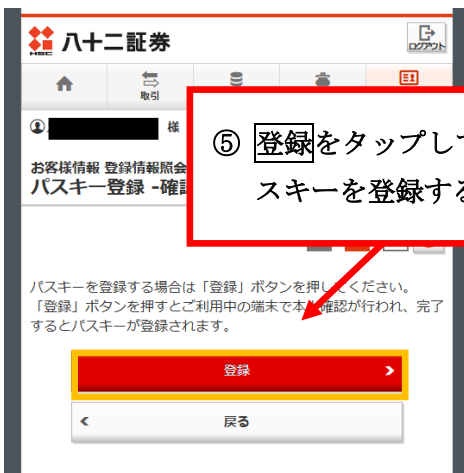 HSC 八十二証券
ログアウト
取引
様
⑤ 登録をタップして
スキーを登録する
お客様情報 登録情報照会
パスキー登録 -確認
パスキーを登録する場合は「登録」ボタンを押してください。
「登録」ボタンを押すとご利用中の端末で本人確認が行われ、完了
するとパスキーが登録されます。
登録
戻る